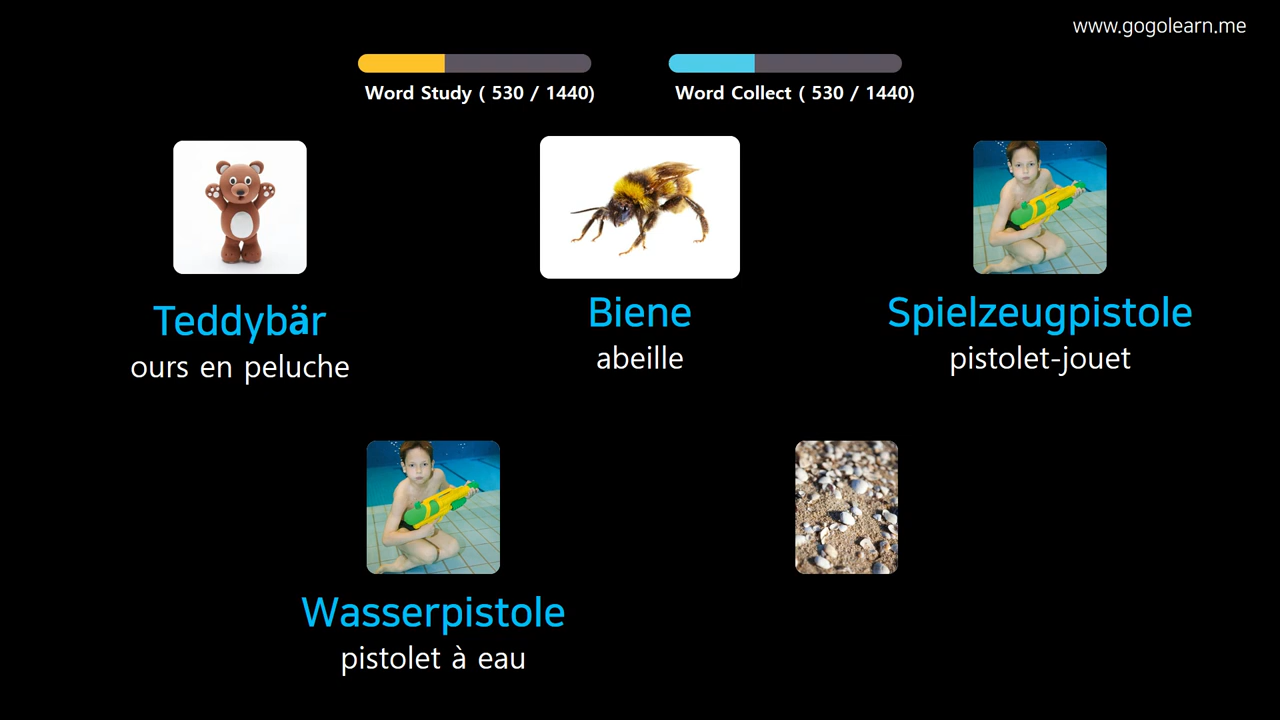 www.gogolearn.me
Word Study ( 530 / 1440)
Word Collect ( 530 / 1440)
Teddybär
ours en peluche
Biene
abeille
Spielzeugpistole
pistolet-jouet
Wasserpistole
pistolet à eau